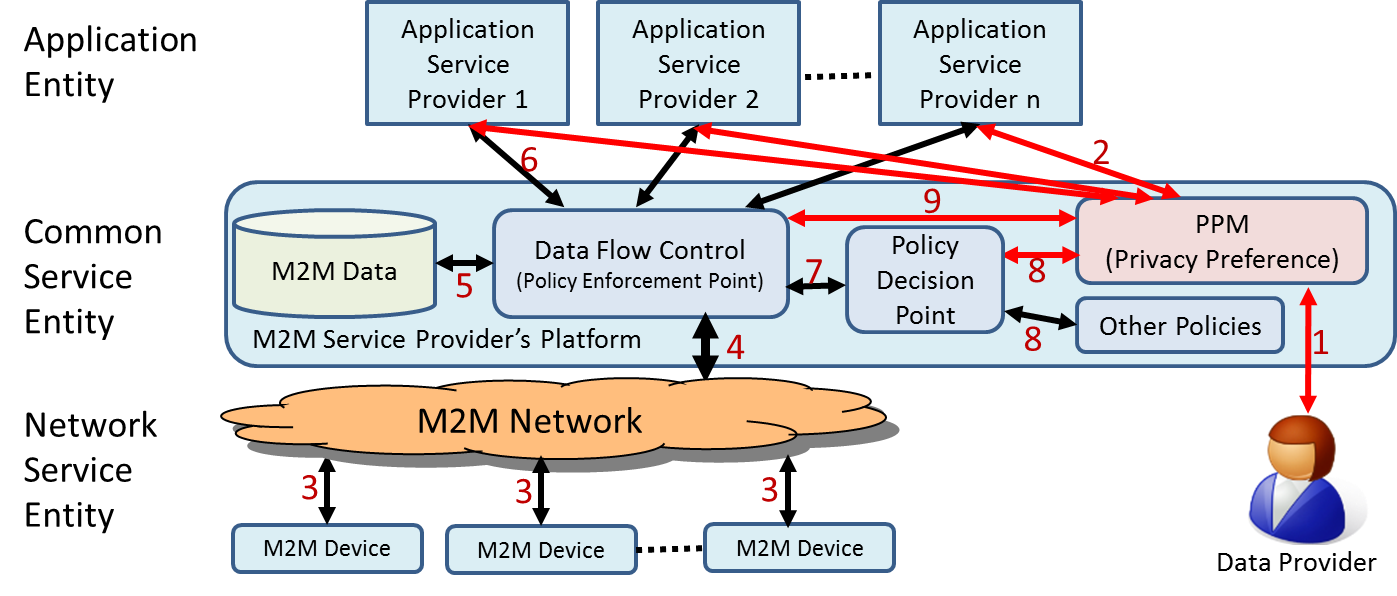 Application
Entity
Application
Service
Provider 1
Application
Service
Provider 2
Application
Service
Provider n
6
2
Common
Service
Entity
M2M Data
5
Data Flow Control
(Policy Enforcement Point)
9
7
Policy
Decision
Point
8
8
PPM
(Privacy Preference)
Other Policies
M2M Service Provider's Platform
4
1
Network
Service
Entity
M2M Network
3
3
3
M2M Device
M2M Device
M2M Device
Data Provider